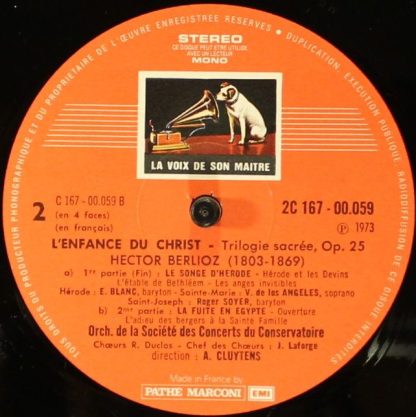 TOUS DROITS DU PRODUCTEUR PHONOGRAPHIQUE ET DU PROPRIETAIRE DE L'ŒUVRE ENREGISTREE RESERVES • DUPLICATION EXECUTION PUBLIQUE RADIODIFFUSION DE CE DISQUE INTERDITES
STEREO
CE DISQUE PEUT ETRE UTILISE
AVEC UN LECTEUR
MONO
LA VOIX DE SON MAITRE
2
C 167 - 00.059 B
(en 4 faces)
(en français)
2C 167 - 00.059
Ⓟ 1973
L'ENFANCE DU CHRIST - Trilogie sacrée, Op. 25
HECTOR BERLIOZ (1803-1869)
a) 1ère partie (Fin) : LE SONGE D'HERODE - Hérode et les Devins
L'étable de Bethléem - Les anges invisibles
Hérode : E. BLANC, baryton - Sainte-Marie : V. de los ANGELES, soprano
Saint-Joseph : Roger SOYER, baryton
b) 2ème partie : LA FUITE EN EGYPTE - Ouverture
L'adieu des bergers à la Sainte Famille
Orch. de la Société des Concerts du Conservatoire
Chœurs R. Duclos - Chef des Chœurs : J. Laforge
direction : A. CLUYTENS
Made in France by
PATHE MARCONI EMI